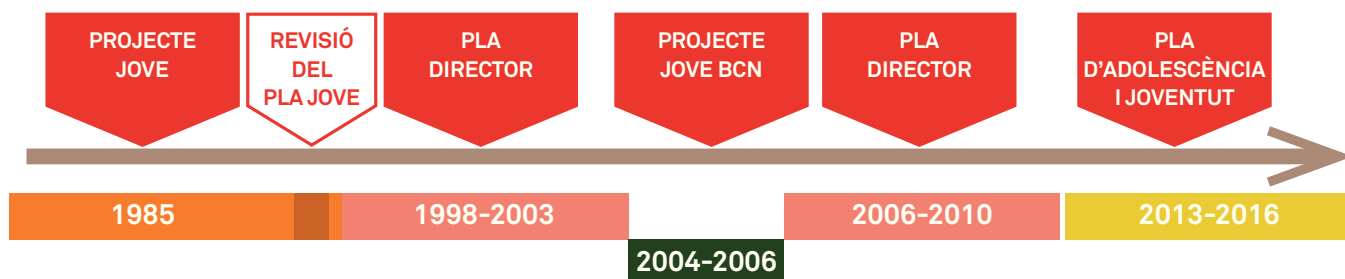 PROJECTE
JOVE
REVISIÓ
DEL
PLA JOVE
PLA
DIRECTOR
PROJECTE
JOVE BCN
PLA
DIRECTOR
PLA
D'ADOLESCÈNCIA
I JOVENTUT
1985
1998-2003
2004-2006
2006-2010
2013-2016